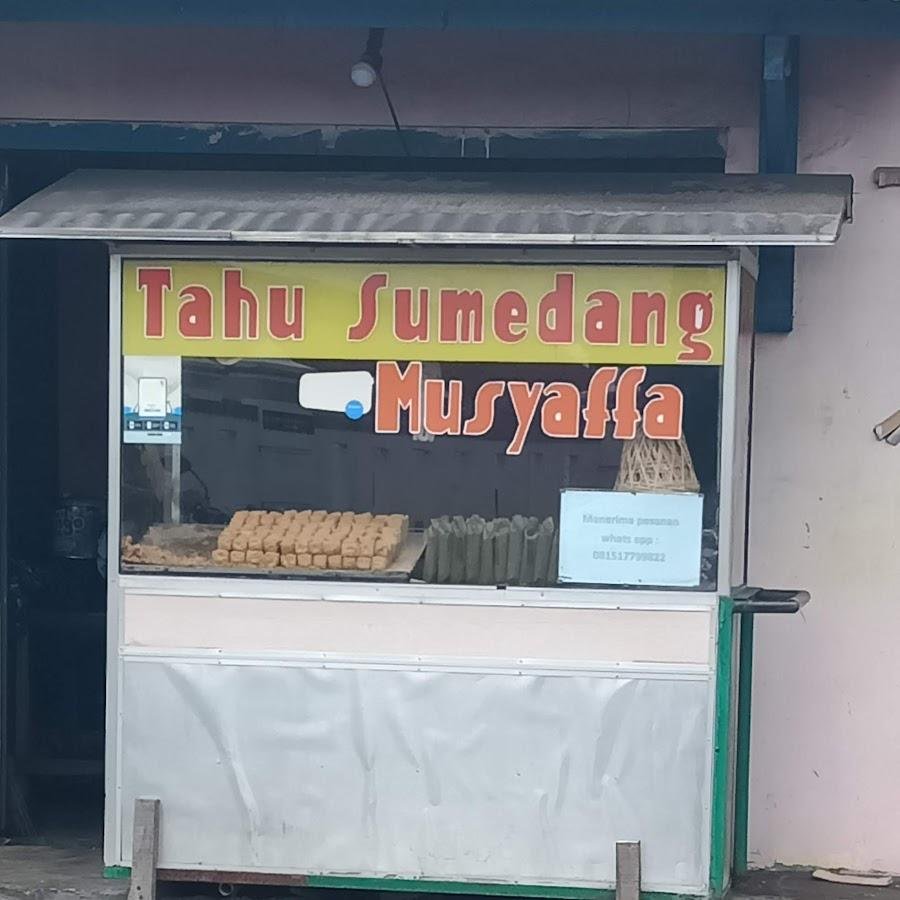 Tahu Sumedang
Musyaffa
Menerima pesanan
whats app :
081517799822